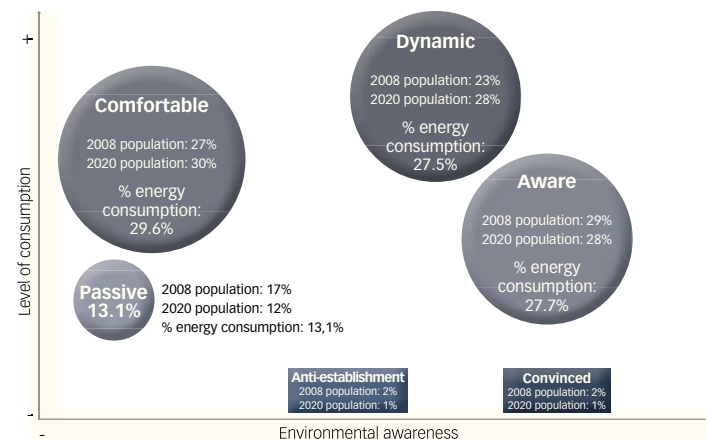 +
Level of consumption
-
Dynamic
2008 population: 23%
2020 population: 28%
% energy
consumption:
27.5%
Comfortable
2008 population: 27%
2020 population: 30%
% energy
consumption:
29.6%
Aware
2008 population: 29%
2020 population: 28%
% energy
consumption:
27.7%
Passive
13.1%
2008 population: 17%
2020 population: 12%
% energy consumption: 13,1%
Anti-establishment
2008 population: 2%
2020 population: 1%
Convinced
2008 population: 2%
2020 population: 1%
-
Environmental awareness